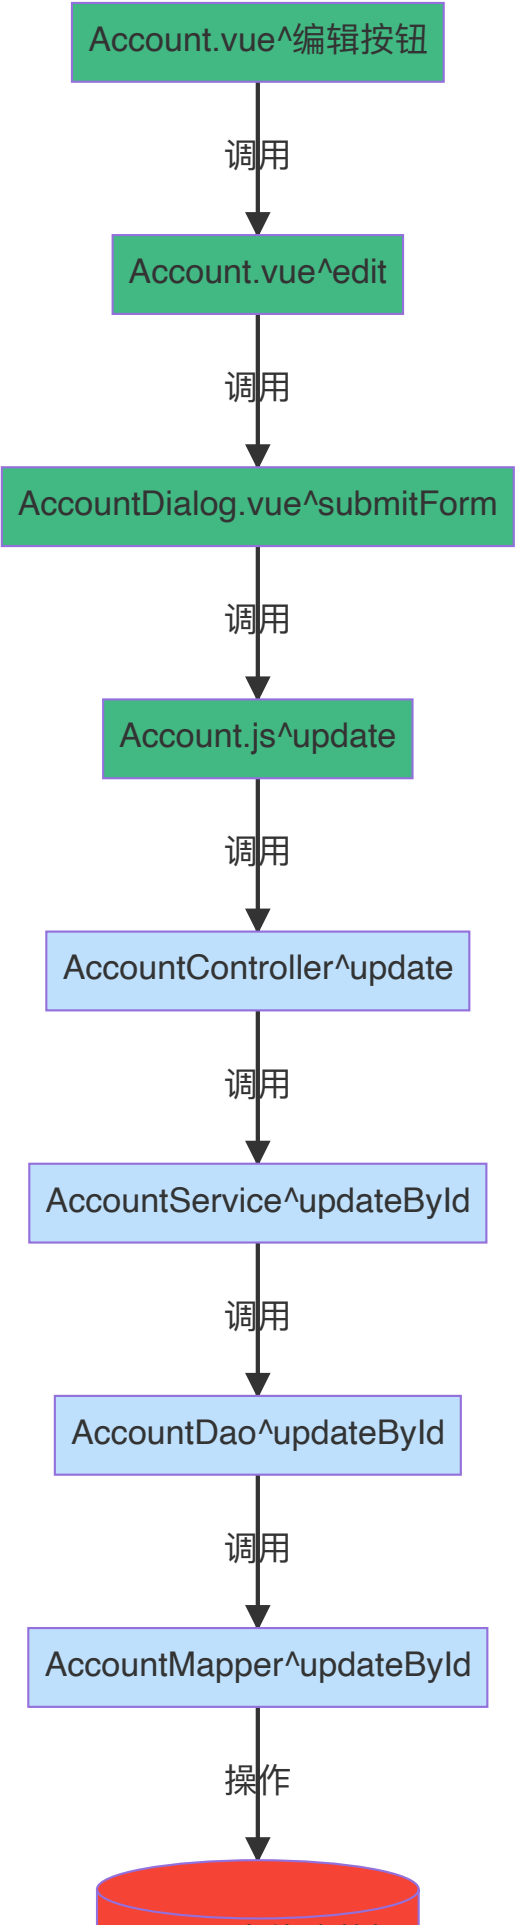 Account.vue^编辑按钮
调用
Account.vue^edit
调用
AccountDialog.vue^submitForm
调用
Account.js^update
调用
AccountController^update
调用
AccountService^updateById
调用
AccountDao^updateById
调用
AccountMapper^updateById
操作